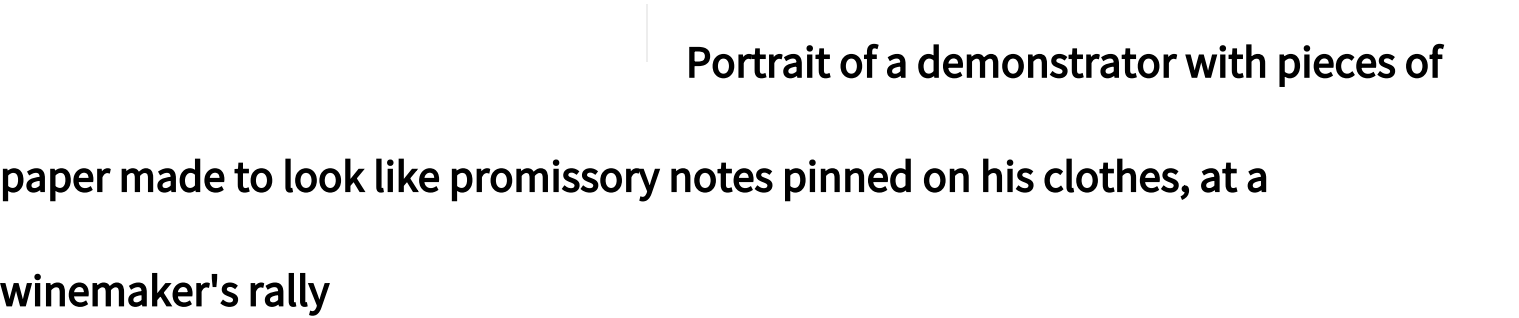 Portrait of a demonstrator with pieces of
paper made to look like promissory notes pinned on his clothes, at a
winemaker's rally